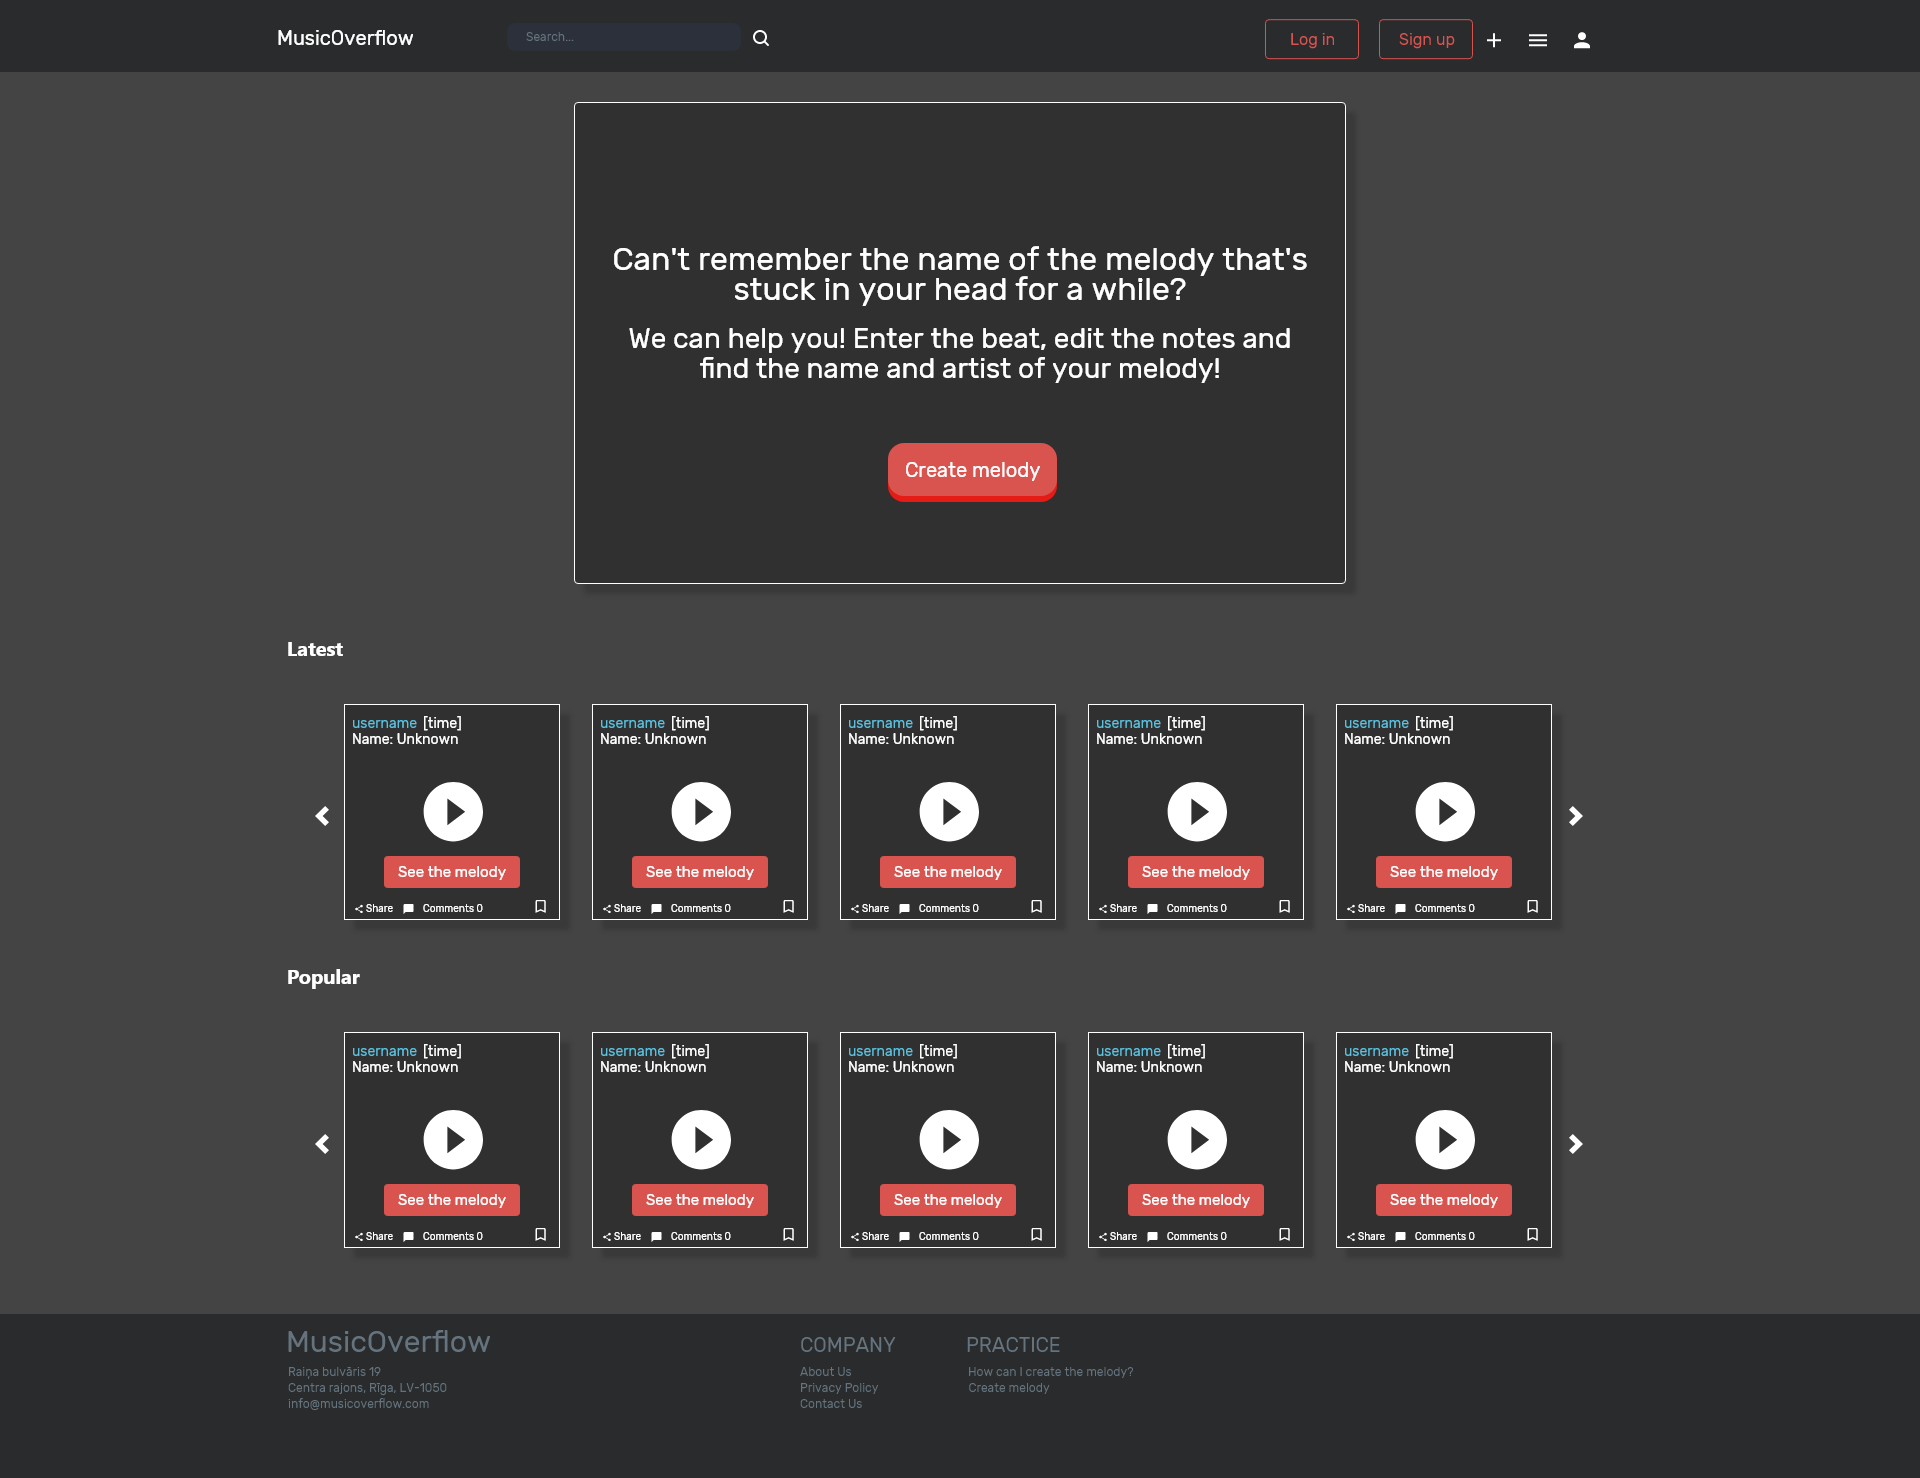 MusicOverflow
Search...
Log in
Sign up
Can't remember the name of the melody that's
stuck in your head for a while?
We can help you! Enter the beat, edit the notes and
find the name and artist of your melody!
Create melody
Latest
username [time]
Name: Unknown
See the melody
Share Comments 0
username [time]
Name: Unknown
See the melody
Share Comments 0
username [time]
Name: Unknown
See the melody
Share Comments 0
username [time]
Name: Unknown
See the melody
Share Comments 0
username [time]
Name: Unknown
See the melody
Share Comments 0
Popular
username [time]
Name: Unknown
See the melody
Share Comments 0
username [time]
Name: Unknown
See the melody
Share Comments 0
username [time]
Name: Unknown
See the melody
Share Comments 0
username [time]
Name: Unknown
See the melody
Share Comments 0
username [time]
Name: Unknown
See the melody
Share Comments 0
MusicOverflow
Raiņa bulvāris 19
Centra rajons, Rīga, LV-1050
info@musicoverflow.com
COMPANY
About Us
Privacy Policy
Contact Us
PRACTICE
How can I create the melody?
Create melody